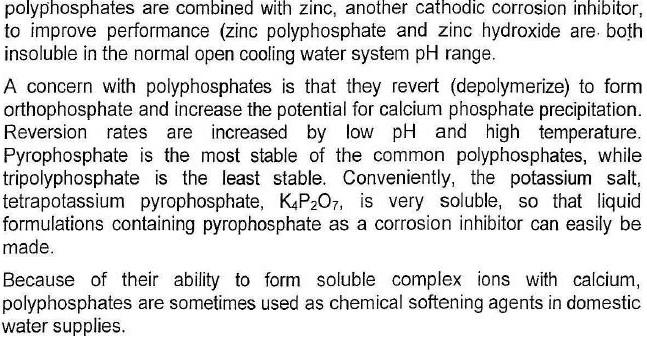 polyphosphates are combined with zinc, another cathodic corrosion inhibitor,
to improve performance (zinc polyphosphate and zinc hydroxide are both
insoluble in the normal open cooling water system pH range.
A concern with polyphosphates is that they revert (depolymerize) to form
orthophosphate and increase the potential for calcium phosphate precipitation.
Reversion rates are increased by low pH and high temperature.
Pyrophosphate is the most stable of the common polyphosphates, while
tripolyphosphate is the least stable. Conveniently, the potassium salt,
tetrapotassium pyrophosphate, K₄P₂O₇, is very soluble, so that liquid
formulations containing pyrophosphate as a corrosion inhibitor can easily be
made.
Because of their ability to form soluble complex ions with calcium,
polyphosphates are sometimes used as chemical softening agents in domestic
water supplies.